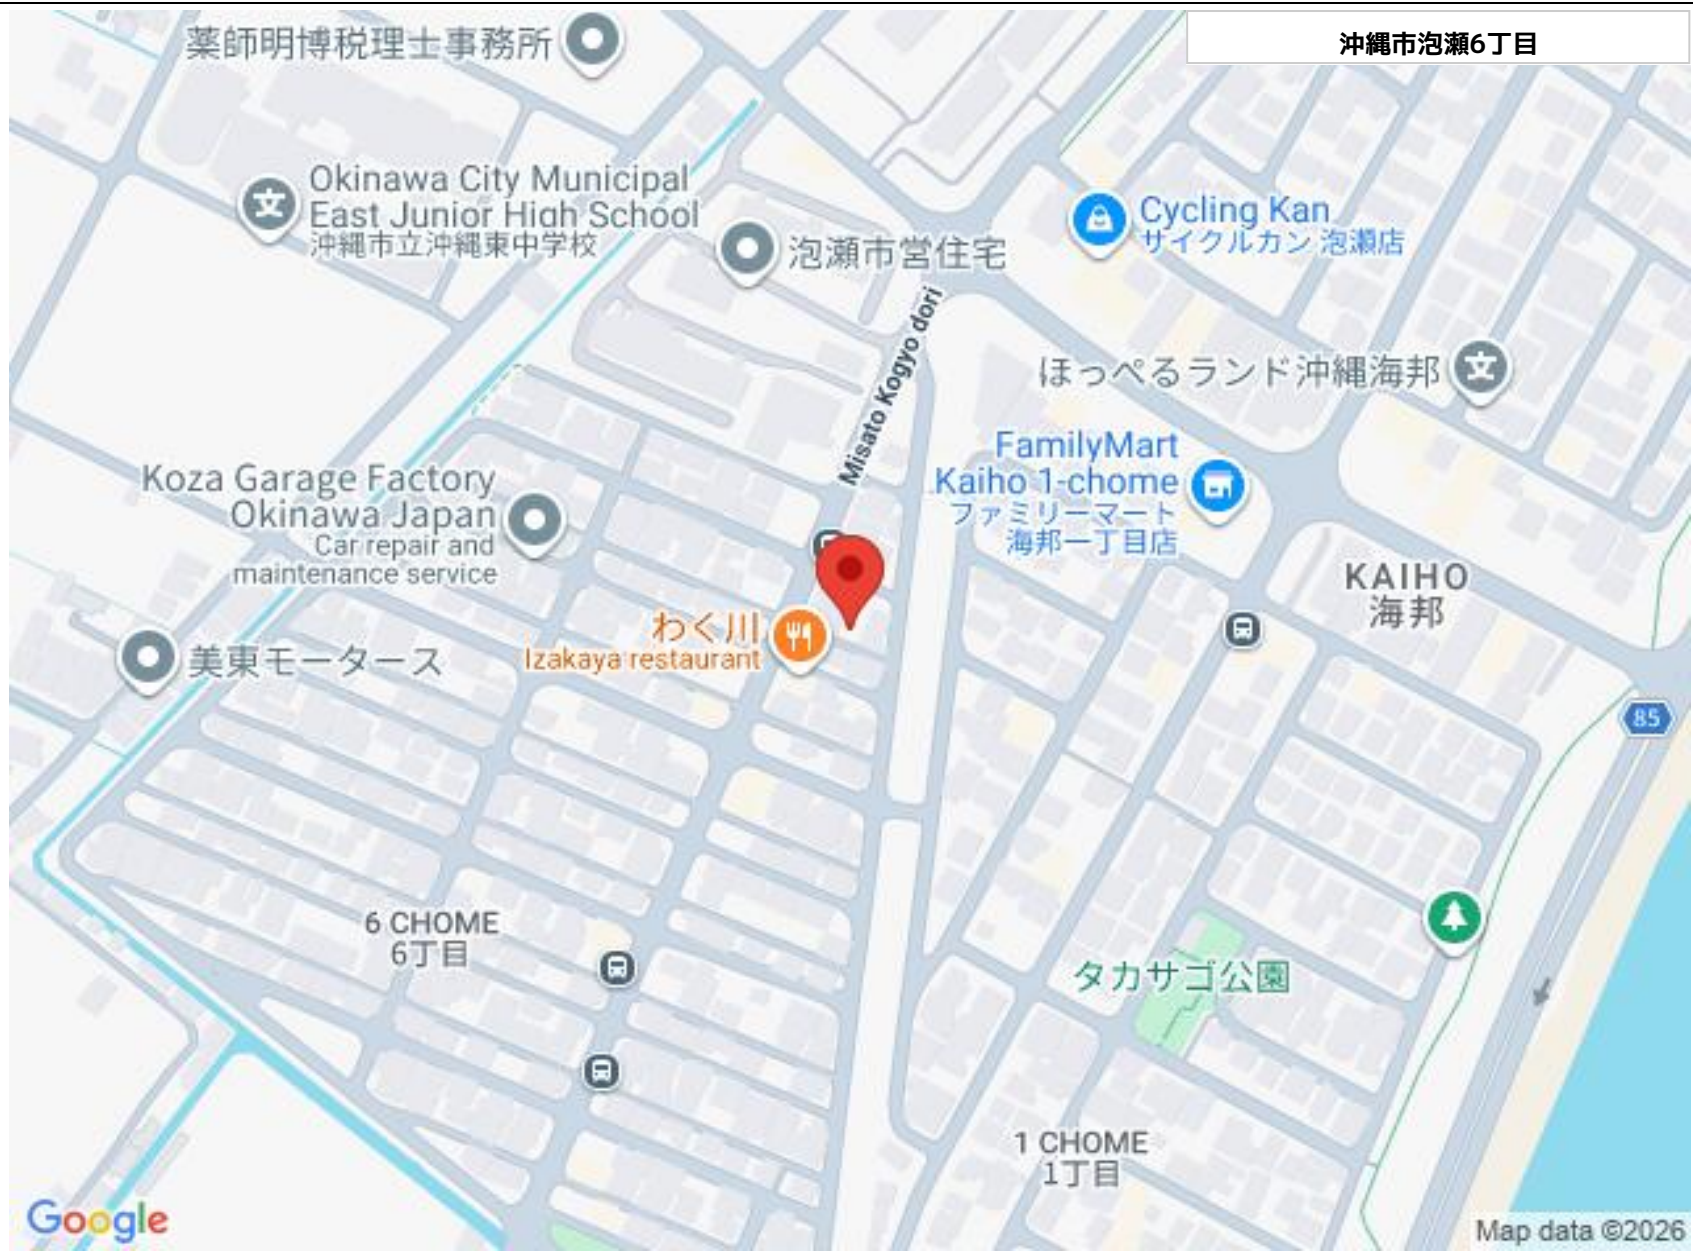 沖縄市泡瀬6丁目
薬師明博税理士事務所
Okinawa City Municipal
East Junior High School
沖縄市立沖縄東中学校
泡瀬市営住宅
Cycling Kan
サイクルカン 泡瀬店
Misato Kogyo dori
ほっぺるランド沖縄海邦
FamilyMart
Kaiho 1-chome
ファミリーマート
海邦一丁目店
Koza Garage Factory
Okinawa Japan
Car repair and
maintenance service
KAIHO
海邦
わく川
Izakaya restaurant
美東モータース
85
6 CHOME
6丁目
タカサゴ公園
1 CHOME
1丁目
Google
Map data ©2026